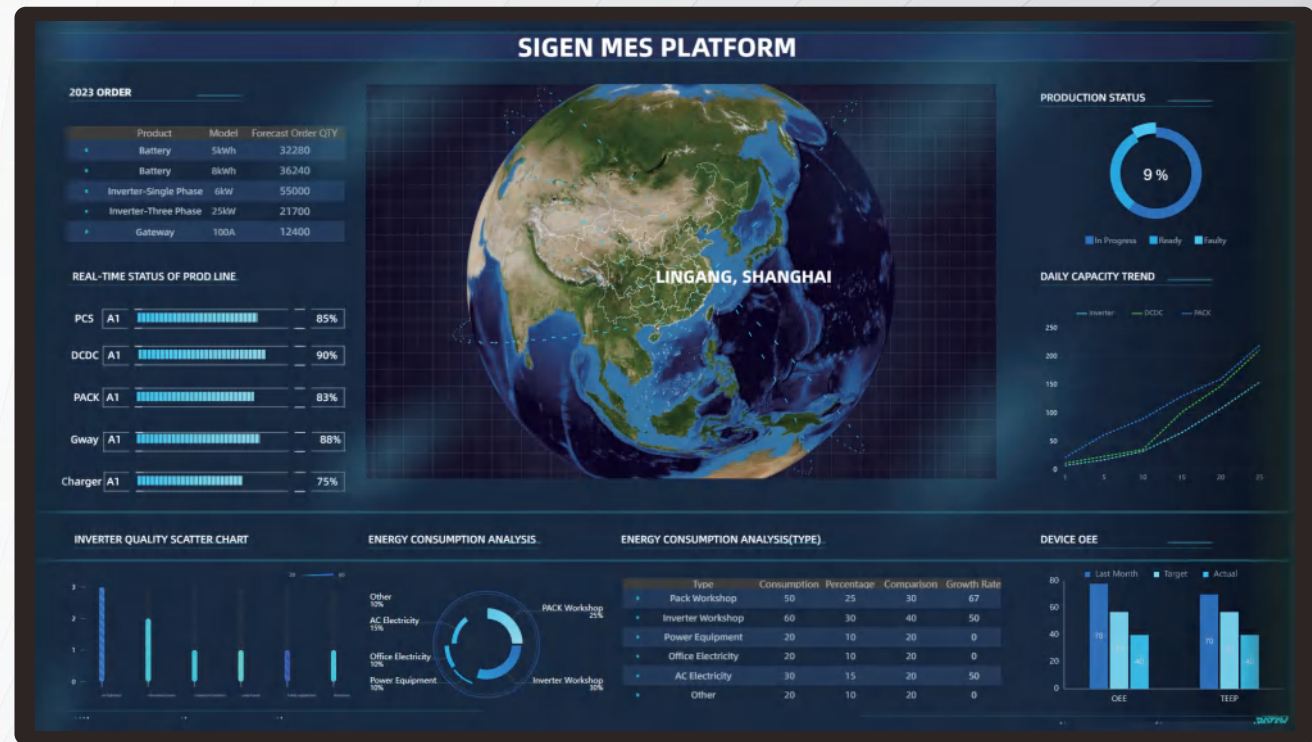 SIGEN MES PLATFORM
2023 ORDER
Product Model Forecast Order QTY
Battery 5kWh 32280
Battery 8kWh 36240
Inverter-Single Phase 6kW 55000
Inverter-Three Phase 25kW 21700
Gateway 100A 12400
REAL-TIME STATUS OF PROD LINE
PCS A1 85%
DCDC A1 90%
PACK A1 83%
Gway A1 88%
Charger A1 75%
LINGANG, SHANGHAI
PRODUCTION STATUS
9 %
In Progress Ready Faulty
DAILY CAPACITY TREND
Inverter DCDC PACK
250
200
150
100
50
0
5 10 15 20 25
INVERTER QUALITY SCATTER CHART
3
2
1
0
ENERGY CONSUMPTION ANALYSIS
Other
10%
AC Electricity
15%
Office Electricity
10%
Power Equipment
10%
PACK Workshop
25%
Inverter Workshop
30%
ENERGY CONSUMPTION ANALYSIS(TYPE)
Type Consumption Percentage Comparison Growth Rate
Pack Workshop 50 25 30 67
Inverter Workshop 60 30 40 50
Power Equipment 20 10 20 0
Office Electricity 20 10 20 0
AC Electricity 30 15 20 50
Other 20 10 20 0
DEVICE OEE
Last Month Target Actual
80
60
40
20
0
78 40
70 40
OEE TEEP